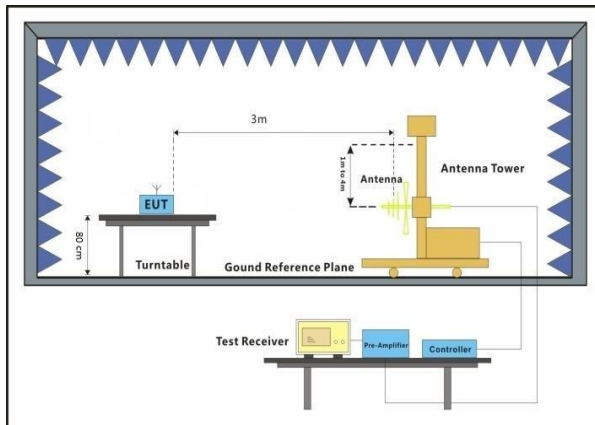 3m
1m to 4m
Antenna
Antenna Tower
EUT
80 cm
Turntable
Gound Reference Plane
Test Receiver
Pre-Amplifier
Controller